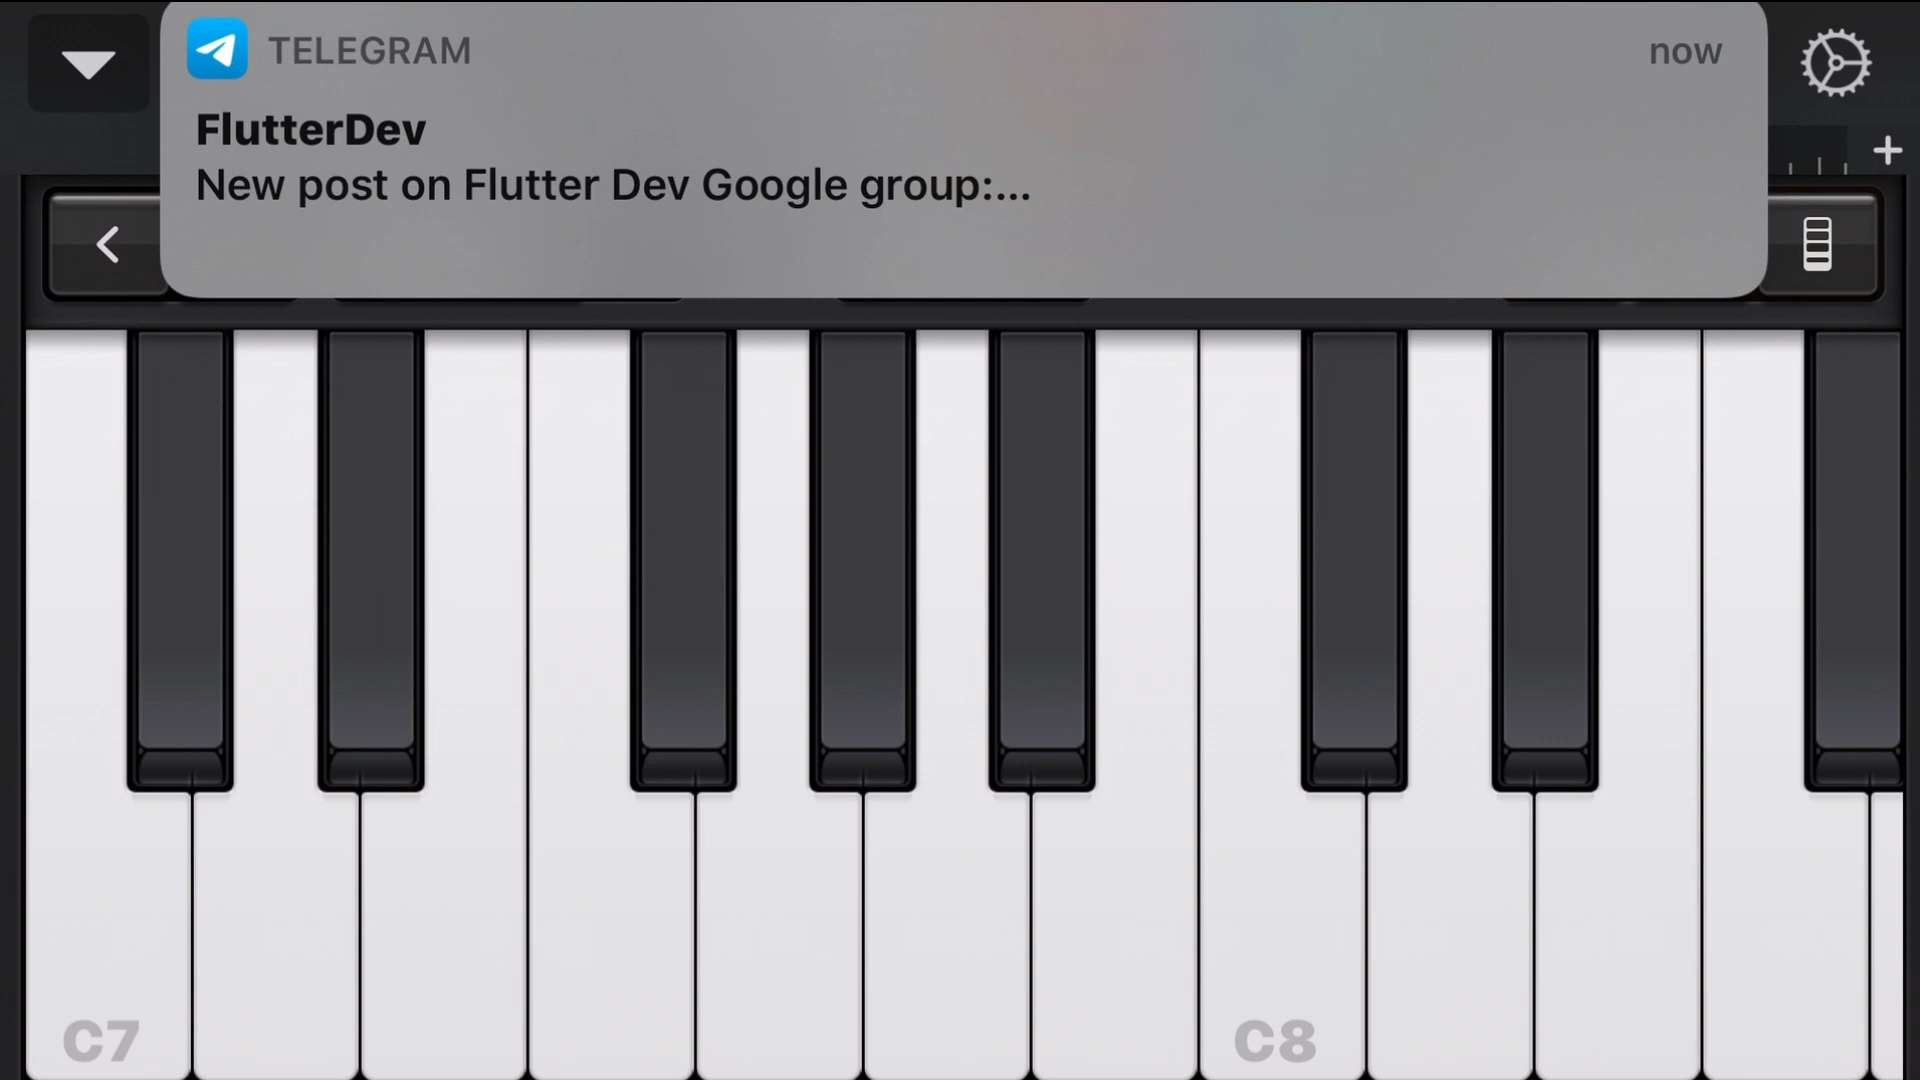 TELEGRAM
now
FlutterDev
New post on Flutter Dev Google group:...
C7
C8